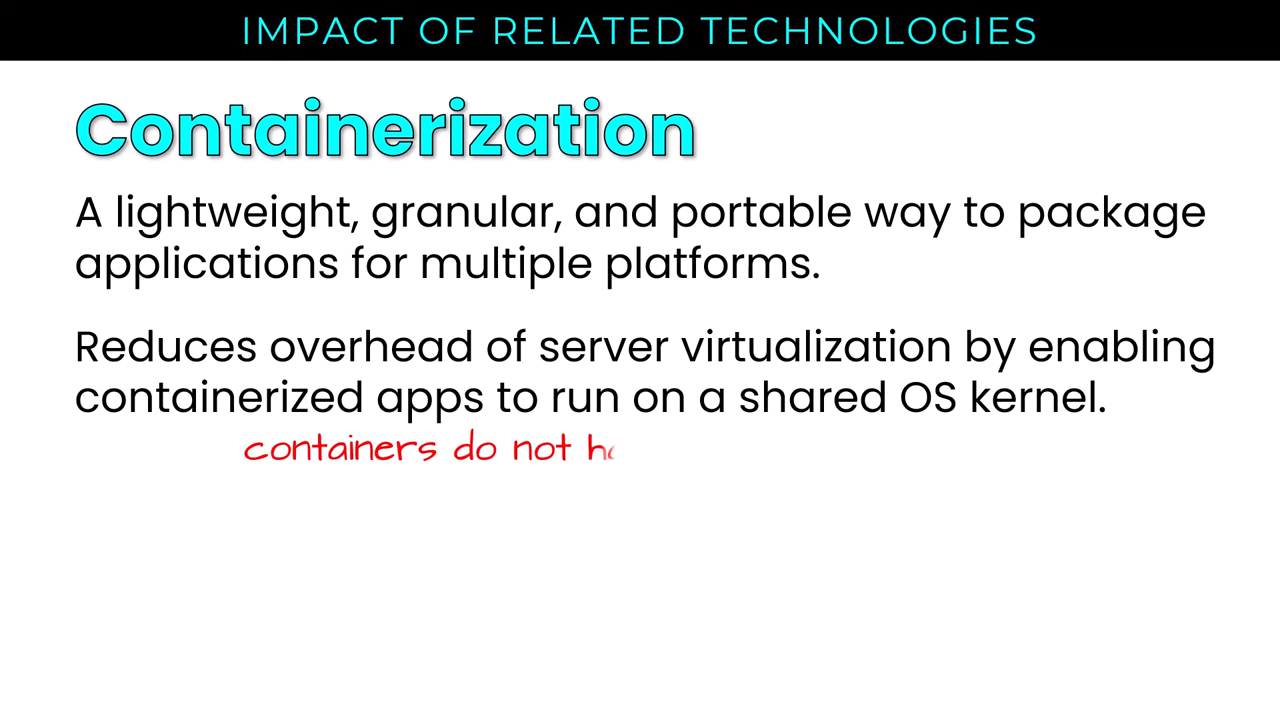 IMPACT OF RELATED TECHNOLOGIES
Containerization
A lightweight, granular, and portable way to package
applications for multiple platforms.
Reduces overhead of server virtualization by enabling
containerized apps to run on a shared OS kernel.
containers do not